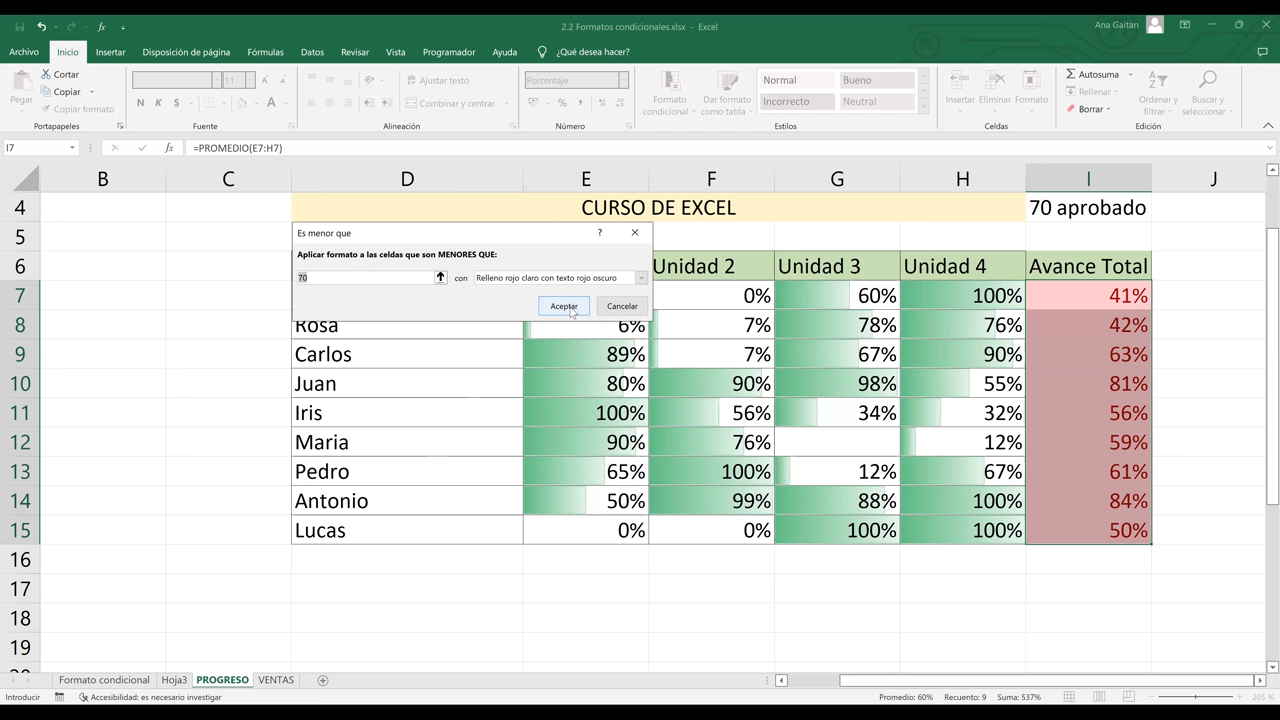 2.2 Formatos condicionales.xlsx - Excel
Ana Gaitan
Archivo Inicio Insertar Disposición de página Fórmulas Datos Revisar Vista Programador Ayuda ¿Qué desea hacer?
Pegar
Cortar
Copiar
Copiar formato
Portapapeles
11
N K S
Fuente
Ajustar texto
Combinar y centrar
Alineación
Porcentaje
Número
Formato condicional
Dar formato como tabla
Normal Bueno
Incorrecto Neutral
Estilos
Insertar Eliminar Formato
Celdas
Autosuma
Rellenar
Borrar
Ordenar y filtrar
Buscar y seleccionar
Edición
I7 fx =PROMEDIO(E7:H7)
B C D E F G H I J
4 CURSO DE EXCEL 70 aprobado
5
Es menor que ?
Aplicar formato a las celdas que son MENORES QUE:
70 con Relleno rojo claro con texto rojo oscuro
Aceptar Cancelar
6 Unidad 2 Unidad 3 Unidad 4 Avance Total
7 0% 60% 100% 41%
8 Rosa 6% 7% 78% 76% 42%
9 Carlos 89% 7% 67% 90% 63%
10 Juan 80% 90% 98% 55% 81%
11 Iris 100% 56% 34% 32% 56%
12 Maria 90% 76% 12% 59%
13 Pedro 65% 100% 12% 67% 61%
14 Antonio 50% 99% 88% 100% 84%
15 Lucas 0% 0% 100% 100% 50%
16
17
18
19
Formato condicional Hoja3 PROGRESO VENTAS
Introducir Accesibilidad: es necesario investigar Promedio: 60% Recuento: 9 Suma: 537% 205 %